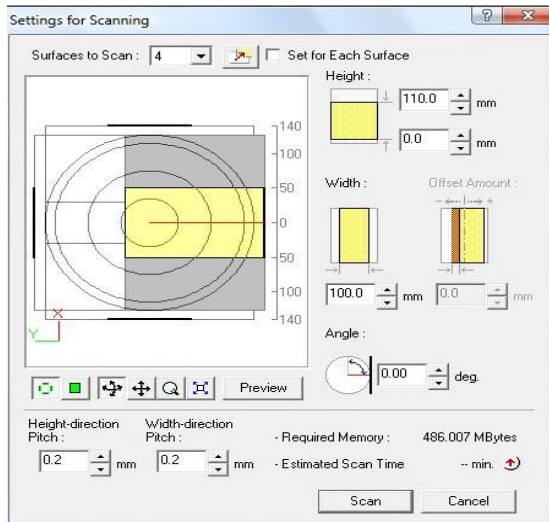 Settings for Scanning
Surfaces to Scan : 4 Set for Each Surface
Height :
110.0 mm
0.0 mm
140
100
50
0
50
100
140
X
Y
Width : Offset Amount :
- +
100.0 mm 0.0 mm
Angle :
0.00 deg.
Preview
Height-direction Pitch : Width-direction Pitch :
0.2 mm 0.2 mm
- Required Memory : 486.007 MBytes
- Estimated Scan Time -- min.
Scan Cancel